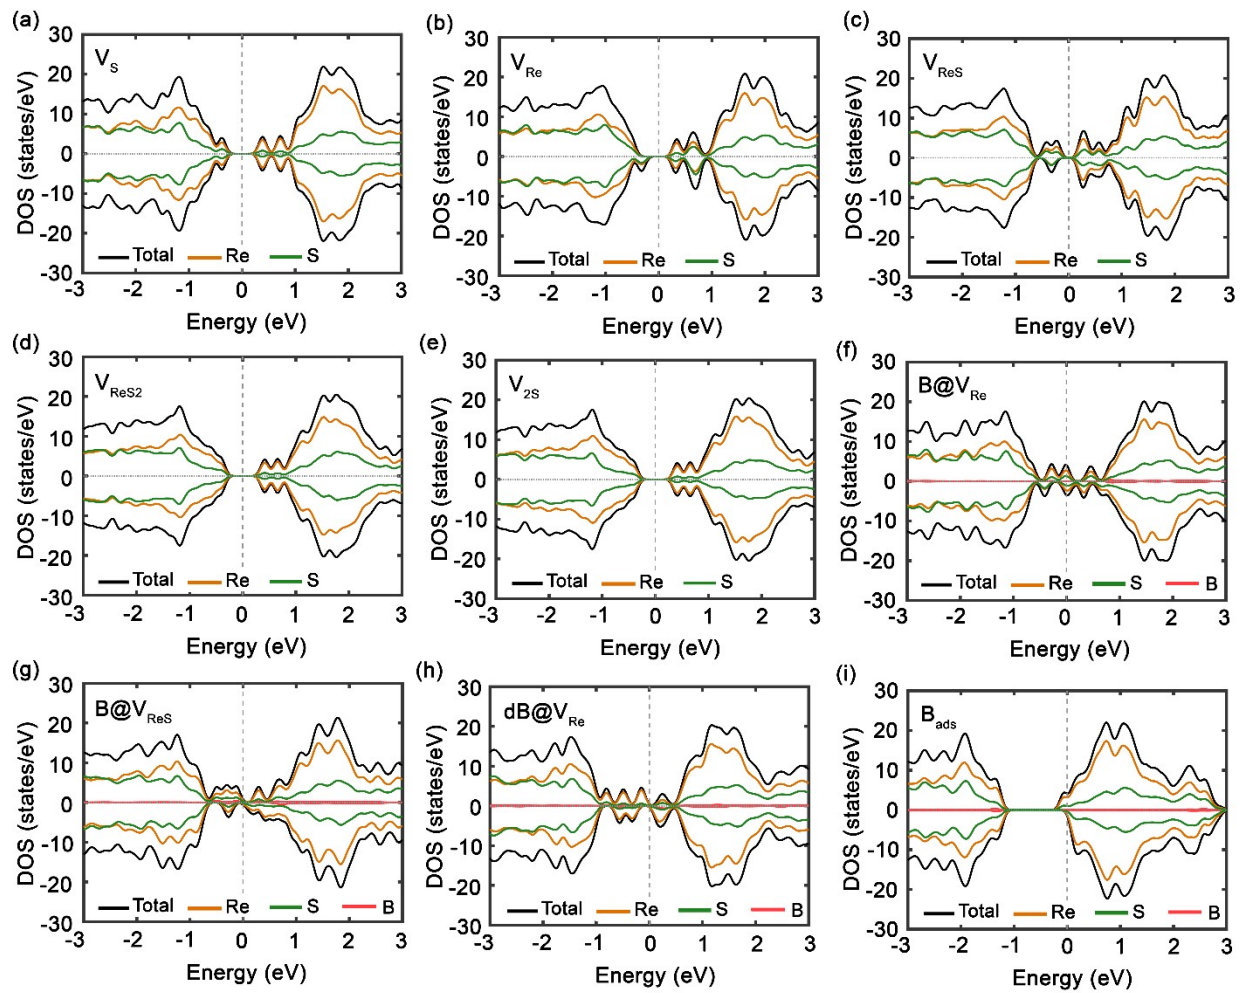 (a)
30
20
10
0
-10
-20
-30
DOS (states/eV)
V_S
Total Re S
-3 -2 -1 0 1 2 3
Energy (eV)
(b)
30
20
10
0
-10
-20
-30
DOS (states/eV)
V_Re
Total Re S
-3 -2 -1 0 1 2 3
Energy (eV)
(c)
30
20
10
0
-10
-20
-30
DOS (states/eV)
V_ReS
Total Re S
-3 -2 -1 0 1 2 3
Energy (eV)
(d)
30
20
10
0
-10
-20
-30
DOS (states/eV)
V_ReS2
Total Re S
-3 -2 -1 0 1 2 3
Energy (eV)
(e)
30
20
10
0
-10
-20
-30
DOS (states/eV)
V_2S
Total Re S
-3 -2 -1 0 1 2 3
Energy (eV)
(f)
30
20
10
0
-10
-20
-30
DOS (states/eV)
B@V_Re
Total Re S B
-3 -2 -1 0 1 2 3
Energy (eV)
(g)
30
20
10
0
-10
-20
-30
DOS (states/eV)
B@V_ReS
Total Re S B
-3 -2 -1 0 1 2 3
Energy (eV)
(h)
30
20
10
0
-10
-20
-30
DOS (states/eV)
dB@V_Re
Total Re S B
-3 -2 -1 0 1 2 3
Energy (eV)
(i)
30
20
10
0
-10
-20
-30
DOS (states/eV)
B_ads
Total Re S B
-3 -2 -1 0 1 2 3
Energy (eV)